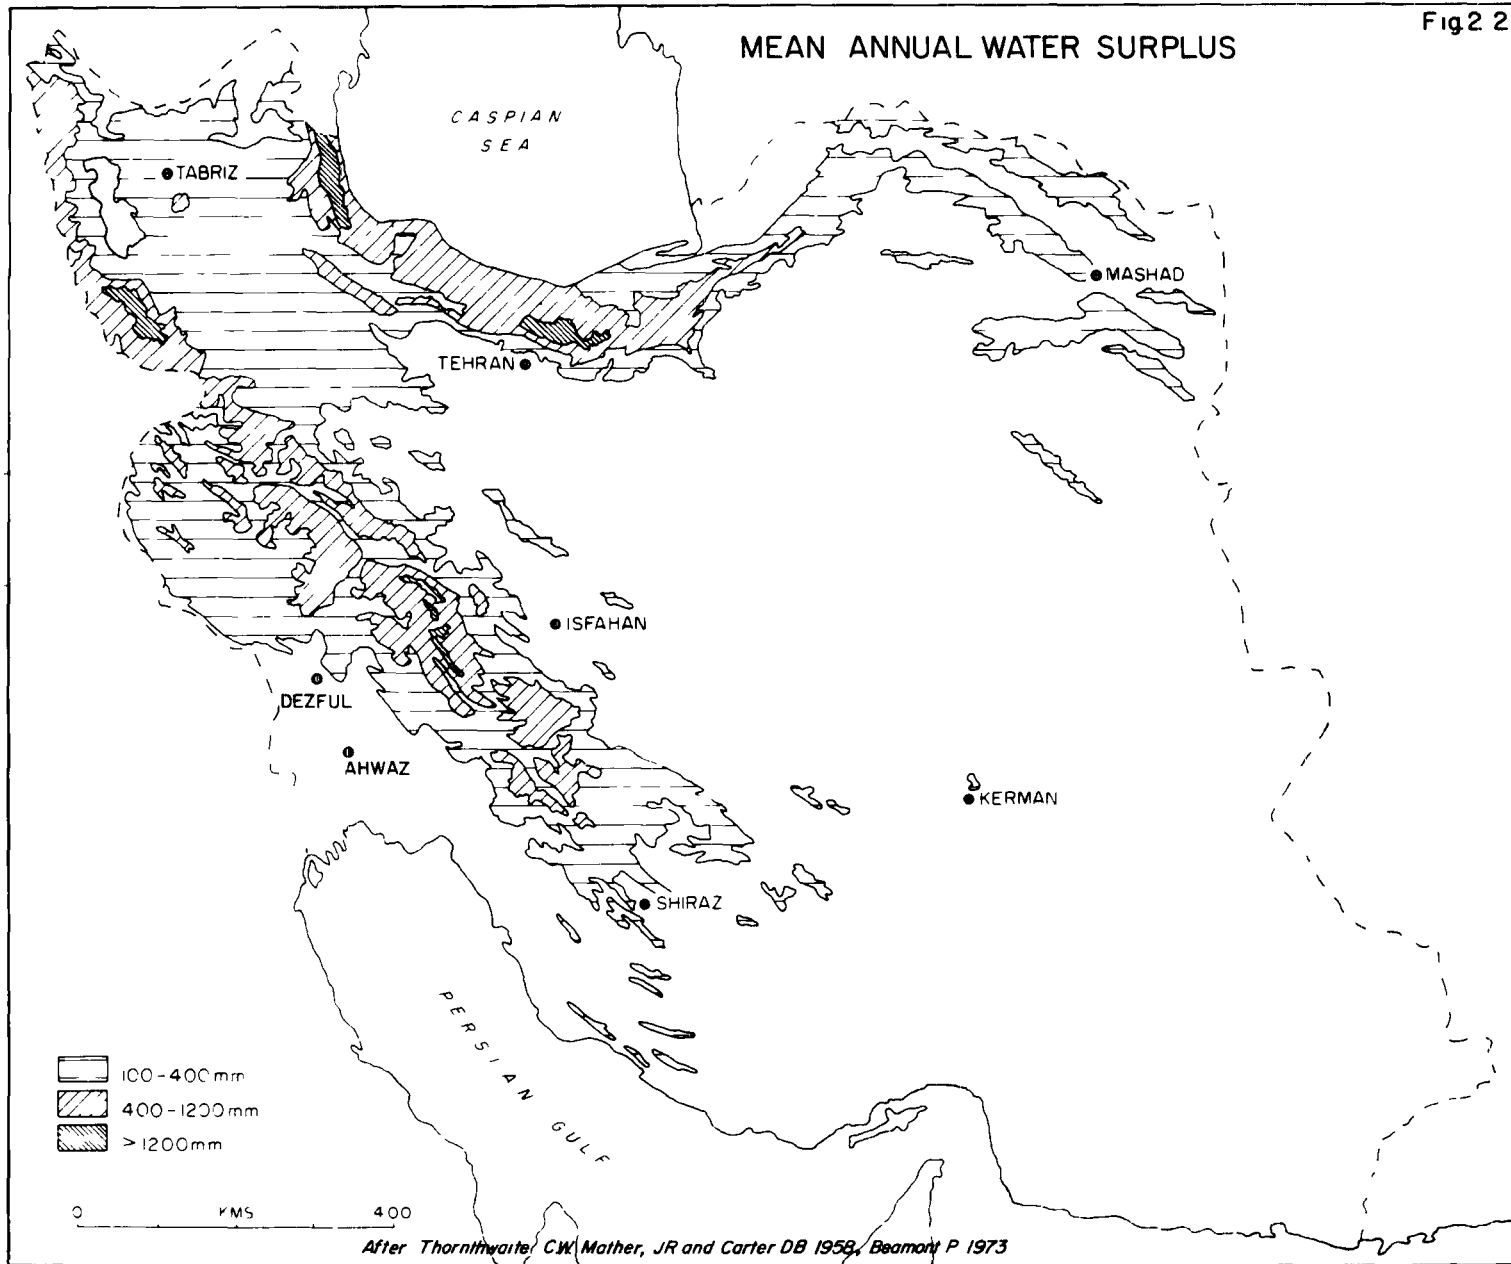 Fig 2 2
MEAN ANNUAL WATER SURPLUS
CASPIAN
SEA
TABRIZ
MASHAD
TEHRAN
ISFAHAN
DEZFUL
AHWAZ
KERMAN
SHIRAZ
PERSIAN GULF
100-400mm
400-1200mm
>1200mm
0 KMS 400
After Thornthwaite, C.W. Mather, JR and Carter DB 1958, Beamont P 1973